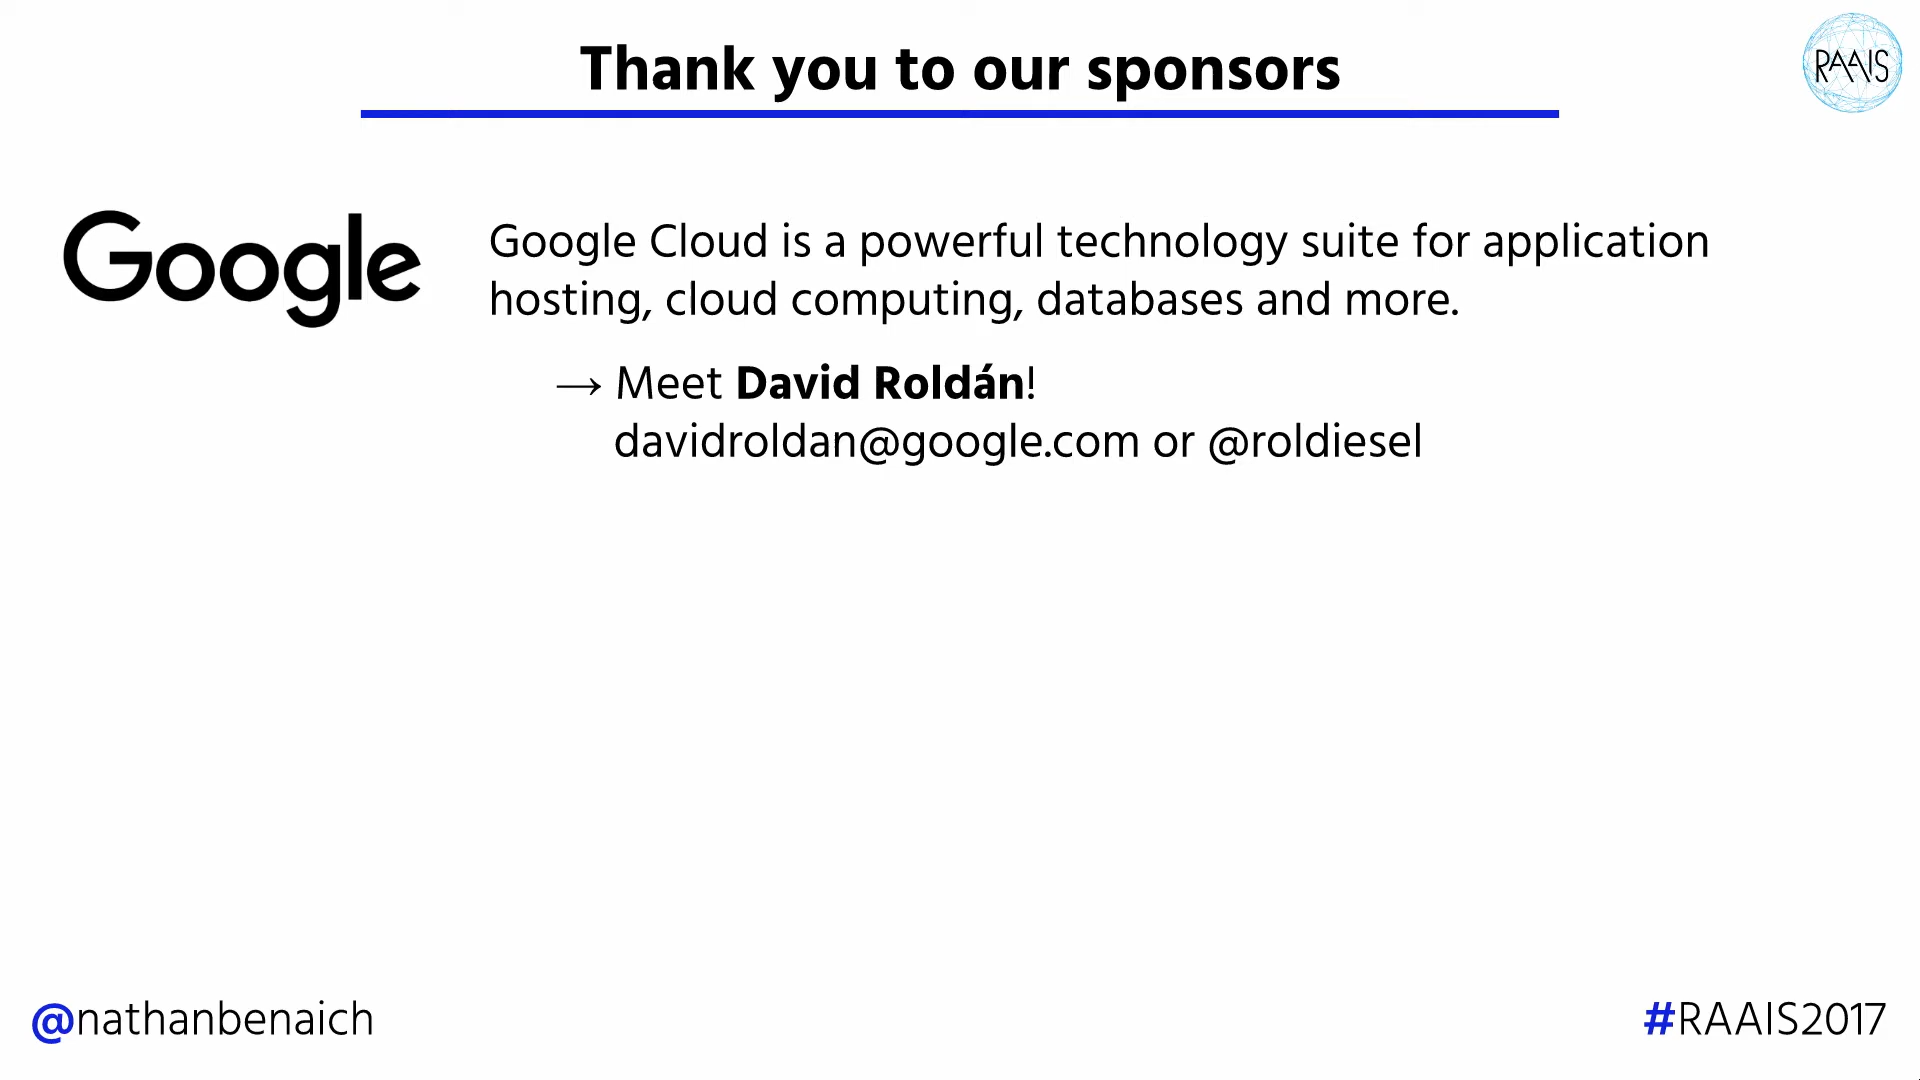 Thank you to our sponsors
RAAIS
Google
Google Cloud is a powerful technology suite for application
hosting, cloud computing, databases and more.
→ Meet David Roldán!
davidroldan@google.com or @roldiesel
@nathanbenaich
#RAAIS2017